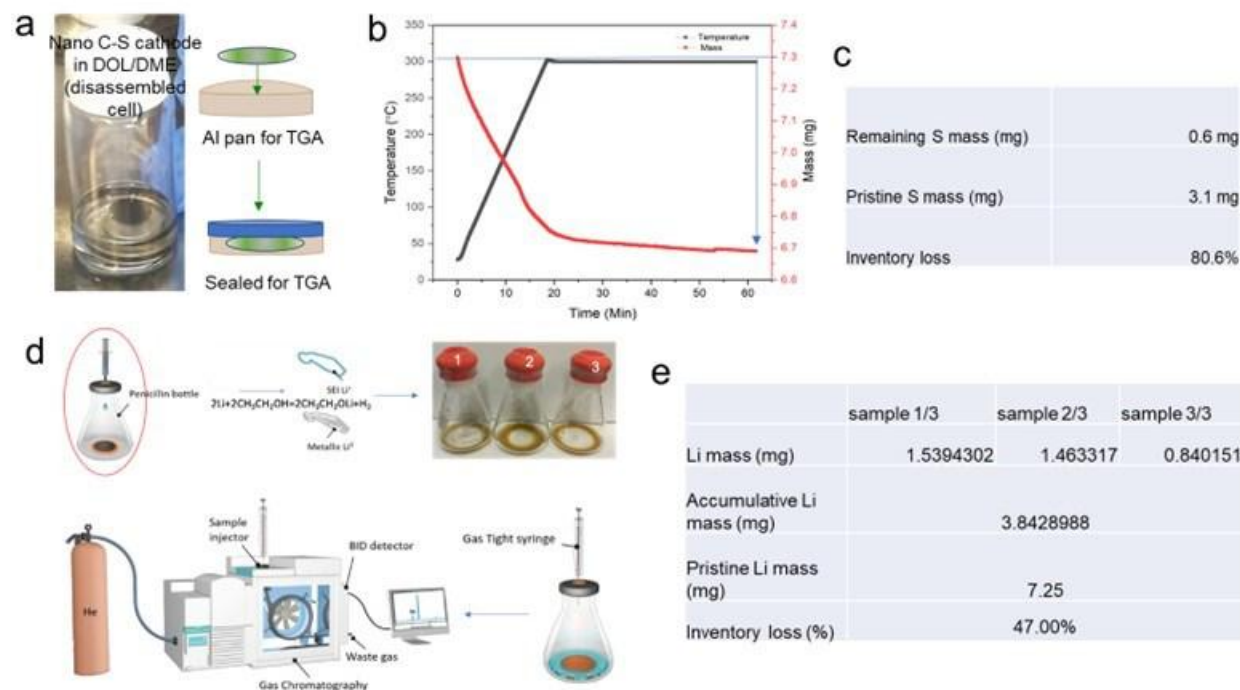 a
Nano C-S cathode
in DOL/DME
(disassembled
cell)
Al pan for TGA
Sealed for TGA
b
350
300
250
200
150
100
50
0
Temperature (°C)
Temperature
Mass
7.4
7.3
7.2
7.1
7.0
6.9
6.8
6.7
6.6
Mass (mg)
0 10 20 30 40 50 60
Time (Min)
c
Remaining S mass (mg) 0.6 mg
Pristine S mass (mg) 3.1 mg
Inventory loss 80.6%
d
Penicillin bottle
SEI Li⁺
2Li+2CH₃CH₂OH=2CH₃CH₂OLi+H₂
Metallic Li⁰
1 2 3
He
Sample
injector
BID detector
Waste gas
Gas Chromatography
Gas Tight syringe
e
sample 1/3 sample 2/3 sample 3/3
Li mass (mg) 1.5394302 1.463317 0.840151
Accumulative Li
mass (mg) 3.8428988
Pristine Li mass
(mg) 7.25
Inventory loss (%) 47.00%